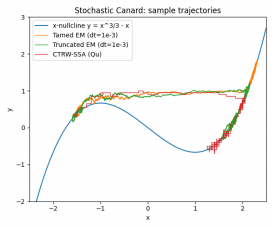 Stochastic Canard: sample trajectories
x-nullcline y = x^3/3 - x
Tamed EM (dt=1e-3)
Truncated EM (dt=1e-3)
CTRW-SSA (Qu)
3
2
1
0
−1
−2
y
−2 −1 0 1 2
x